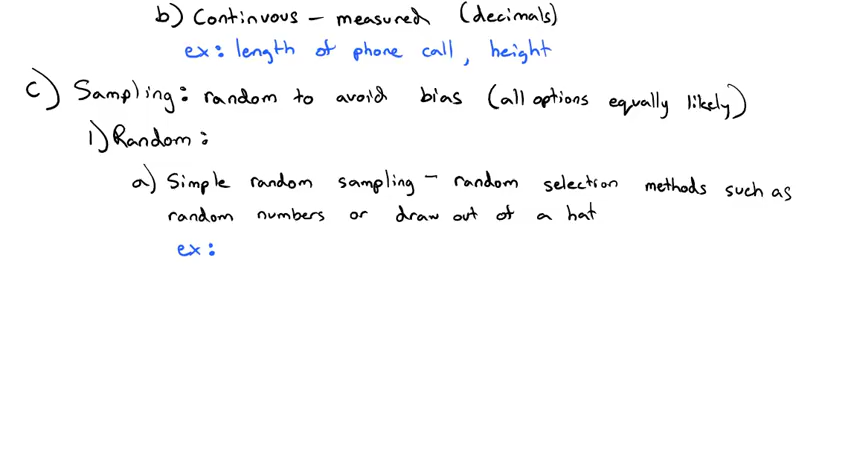 b) Continuous - measured (decimals)
ex: length of phone call, height
c) Sampling: random to avoid bias (all options equally likely)
i) Random:
a) Simple random sampling - random selection methods such as
random numbers or draw out of a hat
ex: